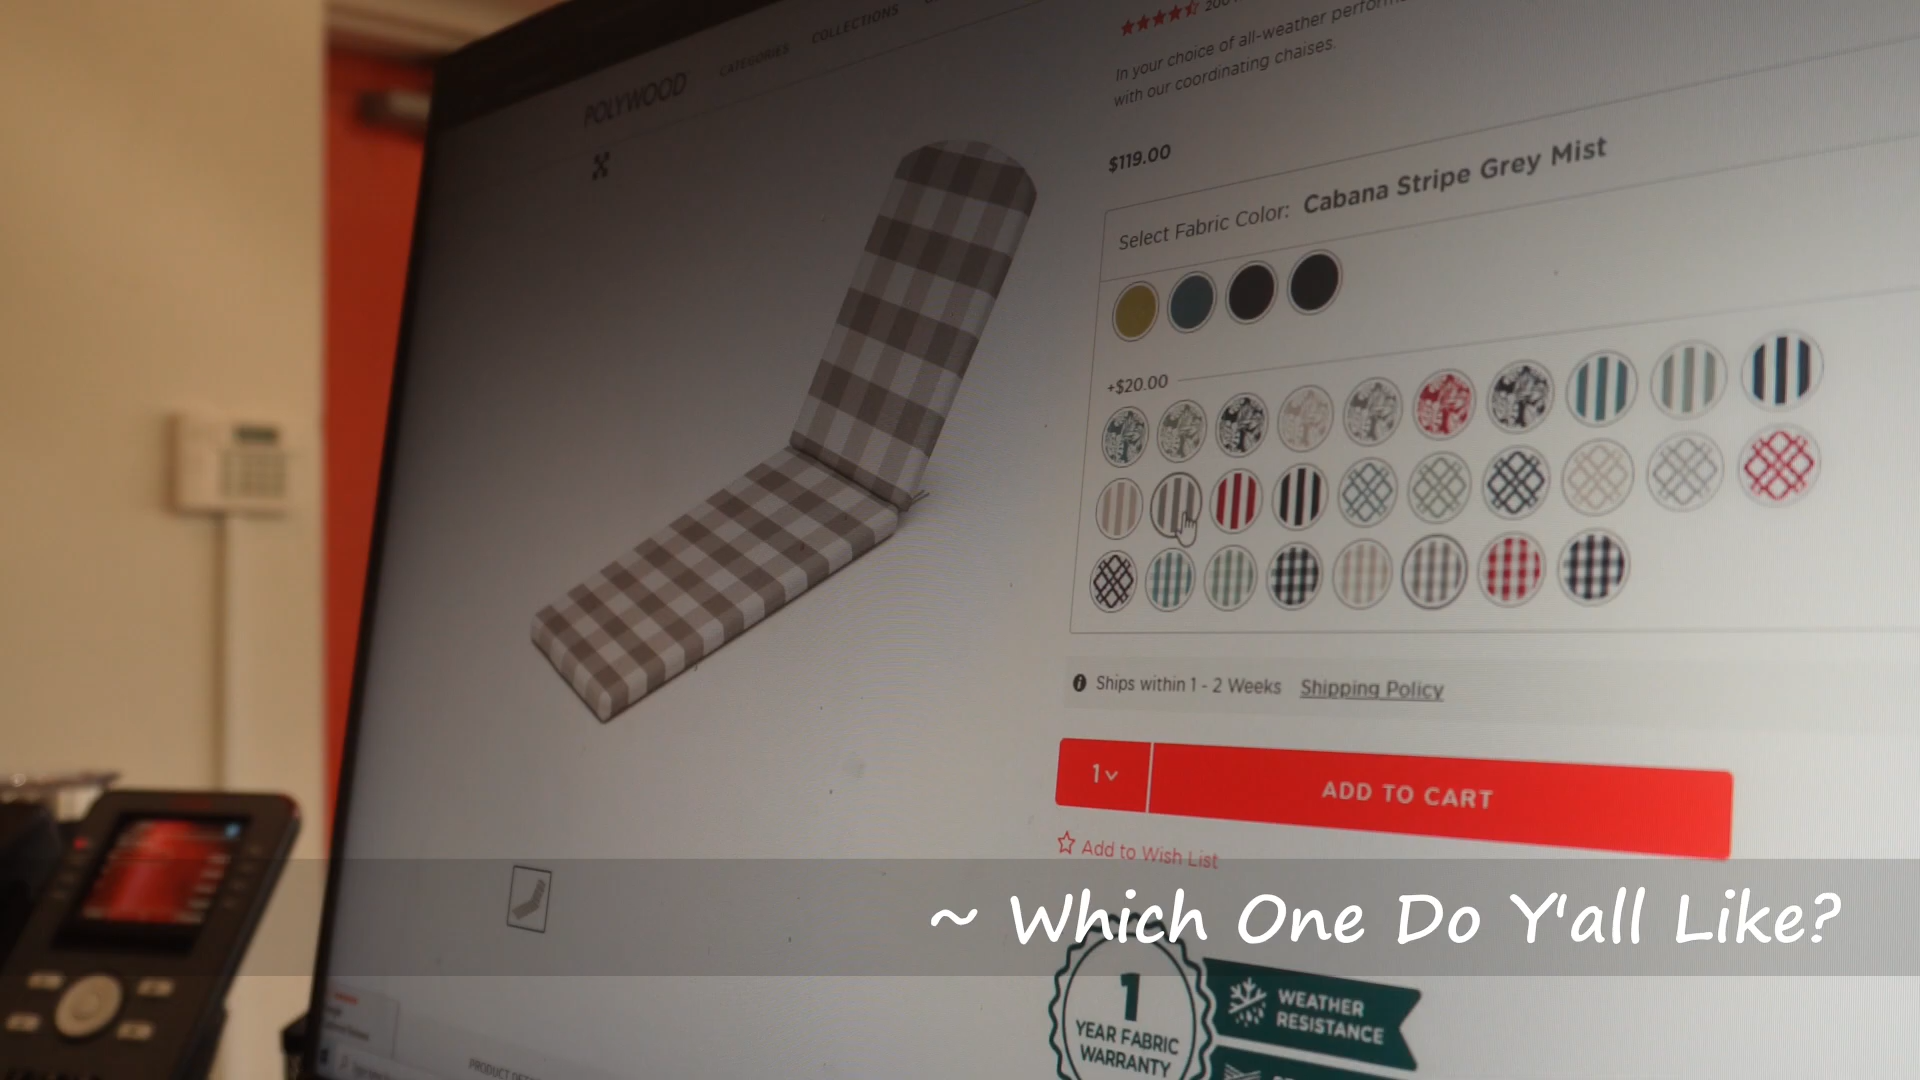 CATEGORIES
COLLECTIONS
POLYWOOD
200
In your choice of all-weather
with our coordinating chaises.
$119.00
Select Fabric Color: Cabana Stripe Grey Mist
+$20.00
Ships within 1 - 2 Weeks Shipping Policy
1
ADD TO CART
Add to Wish List
~ Which One Do Y'all Like?
1
YEAR FABRIC
WARRANTY
WEATHER
RESISTANCE
PRODUCT